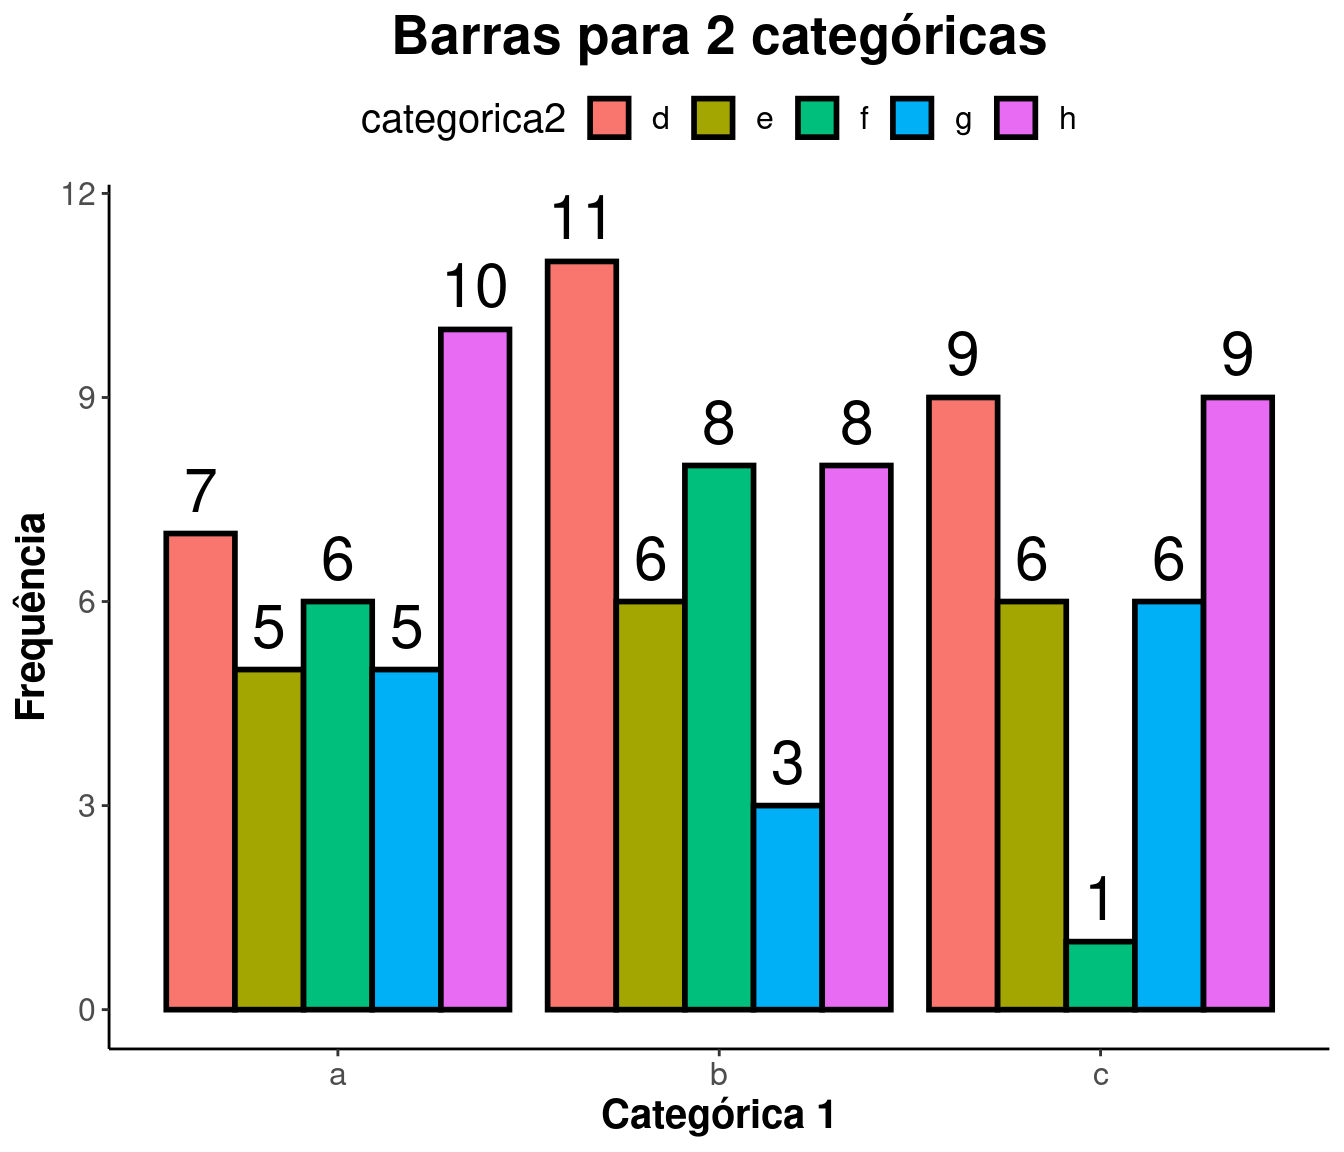 Barras para 2 categóricas
categorica2 d e f g h
12
9
6
3
0
Frequência
7 5 6 5 10
11 6 8 3 8
9 6 1 6 9
a b c
Categórica 1